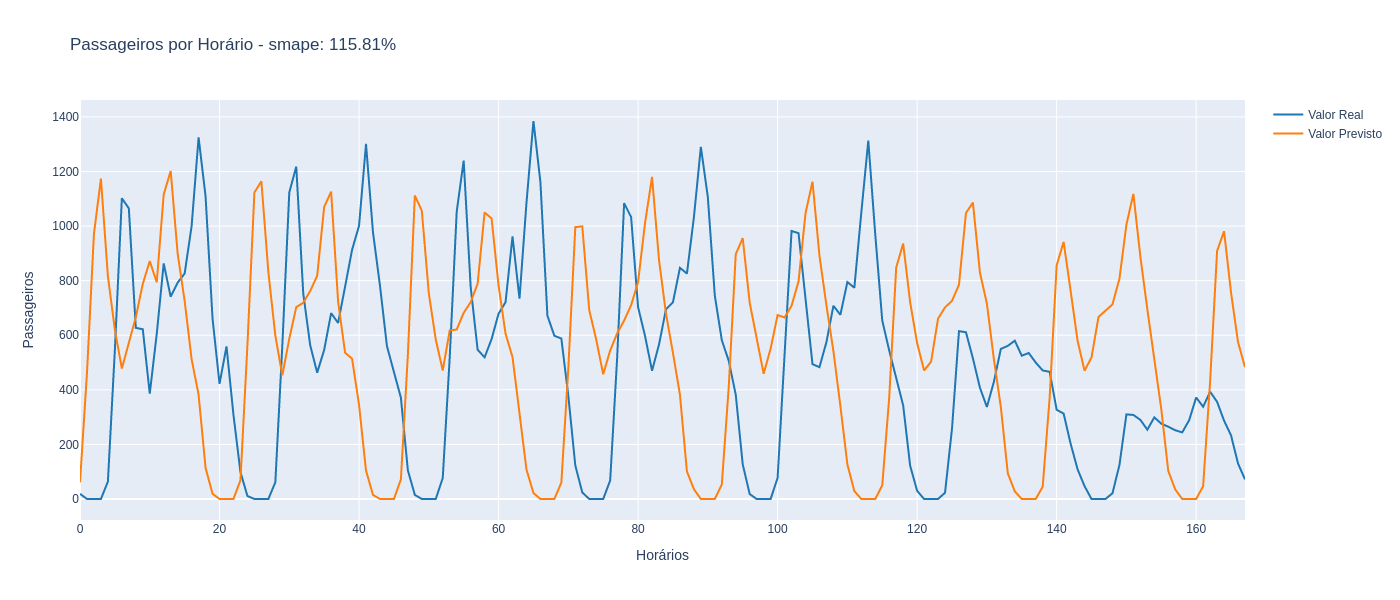 Passageiros por Horário - smape: 115.81%
Valor Real
Valor Previsto
1400
1200
1000
800
600
400
200
0
Passageiros
0 20 40 60 80 100 120 140 160
Horários